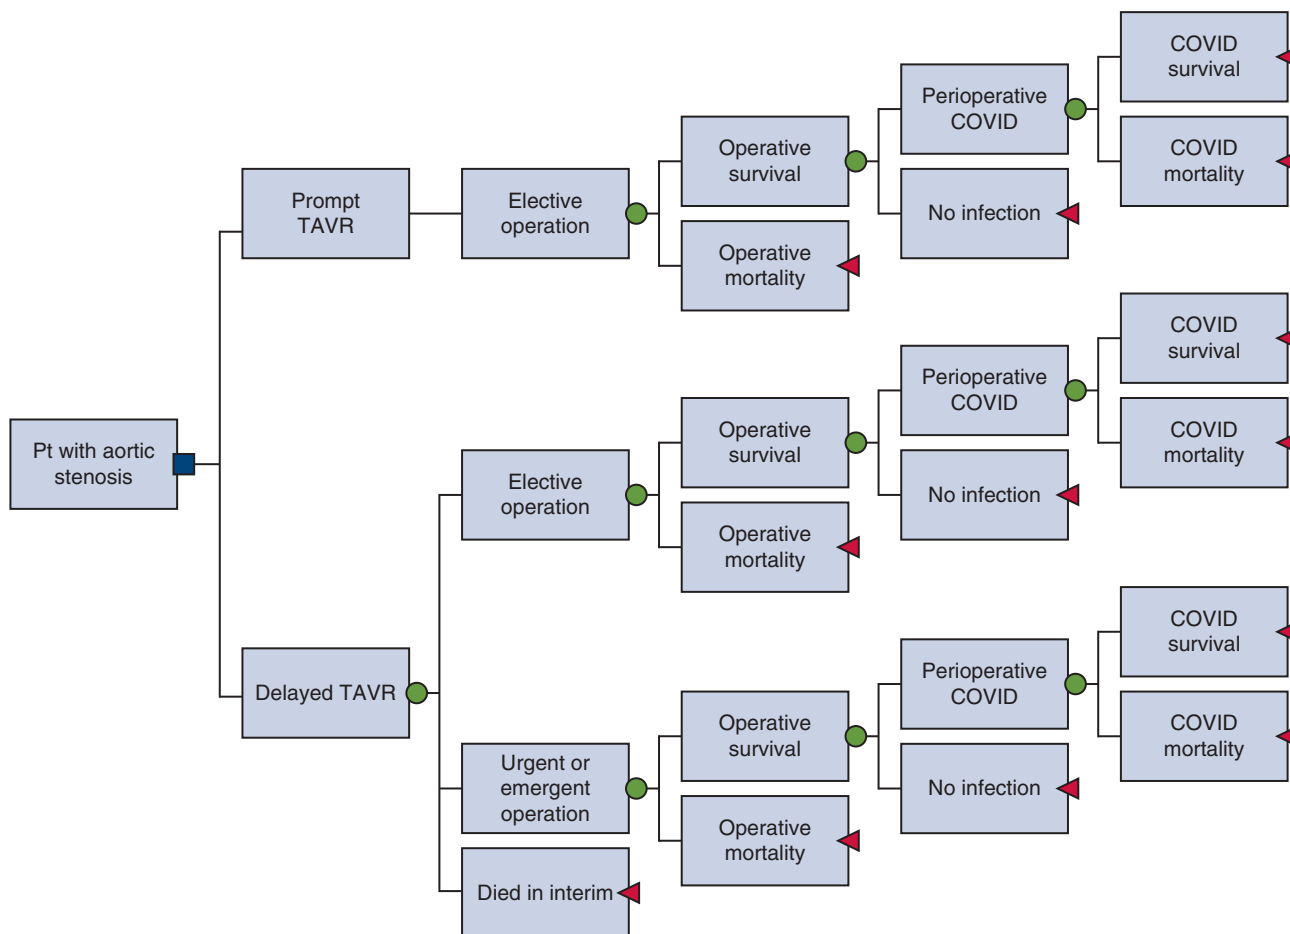 Pt with aortic
stenosis
Prompt
TAVR
Elective
operation
Operative
survival
Operative
mortality
Perioperative
COVID
No infection
COVID
survival
COVID
mortality
Delayed TAVR
Elective
operation
Operative
survival
Operative
mortality
Perioperative
COVID
No infection
COVID
survival
COVID
mortality
Urgent or
emergent
operation
Operative
survival
Operative
mortality
Perioperative
COVID
No infection
COVID
survival
COVID
mortality
Died in interim